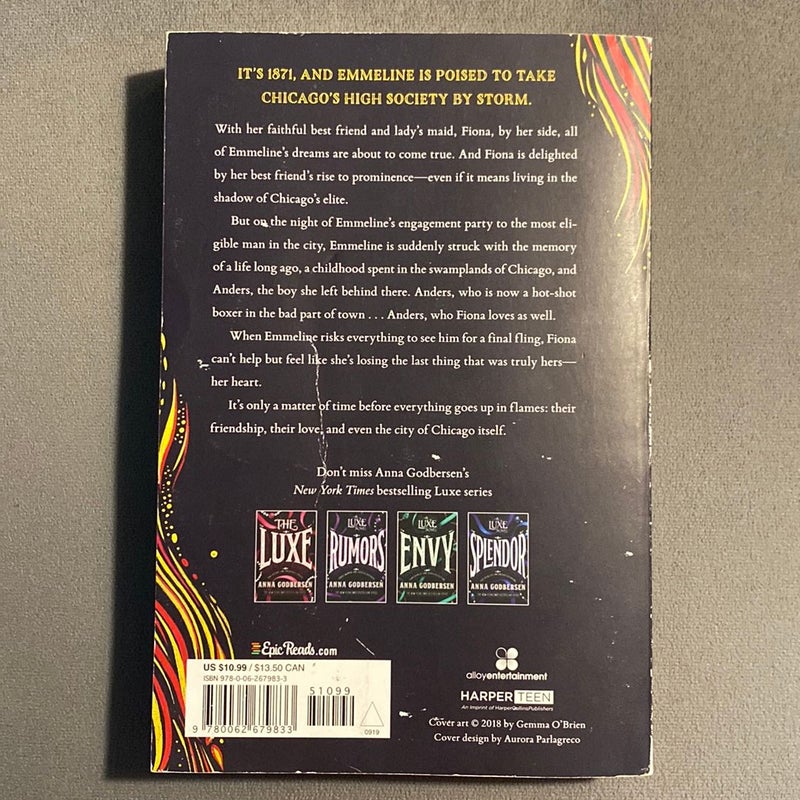 IT'S 1871, AND EMMELINE IS POISED TO TAKE
CHICAGO'S HIGH SOCIETY BY STORM.
With her faithful best friend and lady's maid, Fiona, by her side, all
of Emmeline's dreams are about to come true. And Fiona is delighted
by her best friend's rise to prominence—even if it means living in the
shadow of Chicago's elite.
But on the night of Emmeline's engagement party to the most eli-
gible man in the city, Emmeline is suddenly struck with the memory
of a life long ago, a childhood spent in the swamplands of Chicago, and
Anders, the boy she left behind there. Anders, who is now a hot-shot
boxer in the bad part of town . . . Anders, who Fiona loves as well.
When Emmeline risks everything to see him for a final fling, Fiona
can't help but feel like she's losing the last thing that was truly hers—
her heart.
It's only a matter of time before everything goes up in flames: their
friendship, their love, and even the city of Chicago itself.
Don't miss Anna Godbersen's
New York Times bestselling Luxe series
THE
LUXE
ANNA GODBERSEN
LUXE
RUMORS
ANNA GODBERSEN
LUXE
ENVY
ANNA GODBERSEN
LUXE
SPLENDOR
ANNA GODBERSEN
EpicReads.com
US $10.99 / $13.50 CAN
ISBN 978-0-06-267983-3
51099
9 780062 679833
0919
alloyentertainment
HARPER TEEN
An Imprint of HarperCollinsPublishers
Cover art © 2018 by Gemma O'Brien
Cover design by Aurora Parlagreco